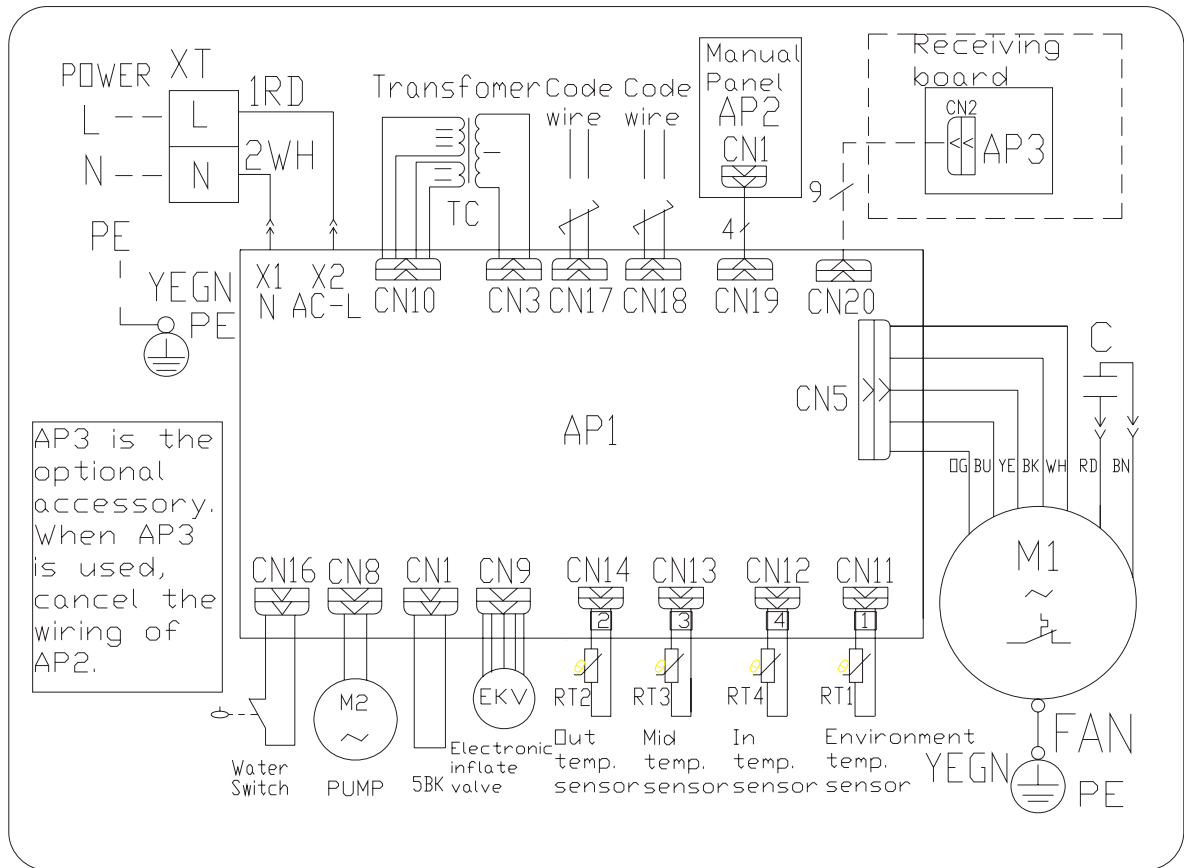 POWER
XT
L
L
1RD
N
N
2WH
PE
YEGN
PE
Transfomer
TC
Code
wire
Code
wire
Manual
Panel
AP2
CN1
4
Receiving
board
CN2
AP3
9
X1
N
X2
AC-L
CN10
CN3
CN17
CN18
CN19
CN20
CN5
AP1
C
OG BU YE BK WH RD BN
M1
~
FAN
YEGN
PE
AP3 is the
optional
accessory.
When AP3
is used,
cancel the
wiring of
AP2.
CN16
CN8
CN1
CN9
CN14
CN13
CN12
CN11
2
3
4
1
θ
θ
θ
θ
RT2
RT3
RT4
RT1
M2
~
EKV
Water
Switch
PUMP
5BK
Electronic
inflate
valve
Out
temp.
sensor
Mid
temp.
sensor
In
temp.
sensor
Environment
temp.
sensor